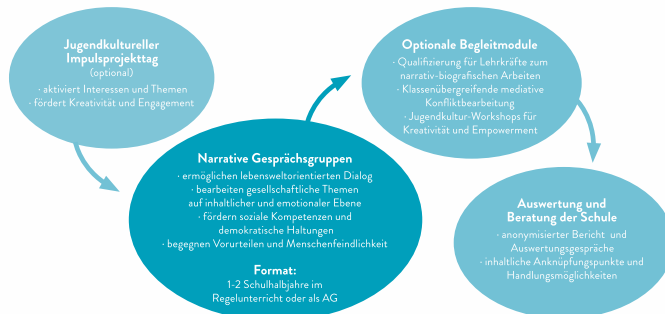 Jugendkultureller
Impulsprojekttag
(optional)
· aktiviert Interessen und Themen
· fördert Kreativität und Engagement
Narrative Gesprächsgruppen
· ermöglichen lebensweltorientierten Dialog
· bearbeiten gesellschaftliche Themen
auf inhaltlicher und emotionaler Ebene
· fördern soziale Kompetenzen und
demokratische Haltungen
· begegnen Vorurteilen und Menschenfeindlichkeit
Format:
1-2 Schulhalbjahre im
Regelunterricht oder als AG
Optionale Begleitmodule
· Qualifizierung für Lehrkräfte zum
narrativ-biografischen Arbeiten
· Klassenübergreifende mediative
Konfliktbearbeitung
· Jugendkultur-Workshops für
Kreativität und Empowerment
Auswertung und
Beratung der Schule
· anonymisierter Bericht und
Auswertungsgespräche
· inhaltliche Anknüpfungspunkte und
Handlungsmöglichkeiten